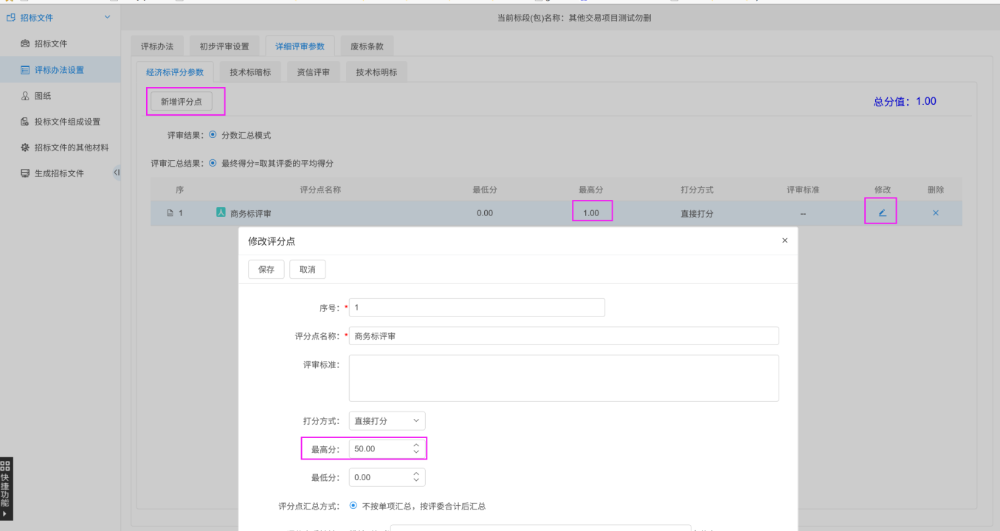 招标文件
当前标段(包)名称：其他交易项目测试勿删
招标文件
评标办法设置
图纸
投标文件组成设置
招标文件的其他材料
生成招标文件
评标办法 初步评审设置 详细评审参数 废标条款
经济标评分参数 技术标暗标 资信评审 技术标明标
新增评分点
总分值：1.00
评审结果： 分数汇总模式
评审汇总结果： 最终得分=取其评委的平均得分
序 评分点名称 最低分 最高分 打分方式 评审标准 修改 删除
1 人 商务标评审 0.00 1.00 直接打分 --
修改评分点
保存 取消
序号：* 1
评分点名称：* 商务标评审
评审标准：
打分方式： 直接打分
最高分： 50.00
最低分： 0.00
评分点汇总方式： 不按单项汇总，按评委合计后汇总
快捷功能